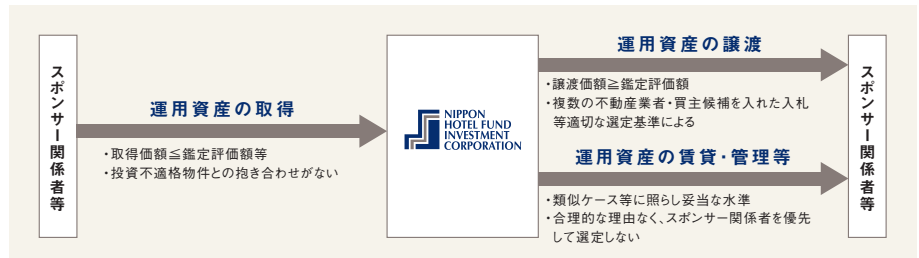 スポンサー関係者等
運用資産の取得
・取得価額≦鑑定評価額等
・投資不適格物件との抱き合わせがない
NIPPON
HOTEL FUND
INVESTMENT
CORPORATION
運用資産の譲渡
・譲渡価額≧鑑定評価額
・複数の不動産業者・買主候補を入れた入札
等適切な選定基準による
運用資産の賃貸・管理等
・類似ケース等に照らし妥当な水準
・合理的な理由なく、スポンサー関係者を優先
して選定しない
スポンサー関係者等